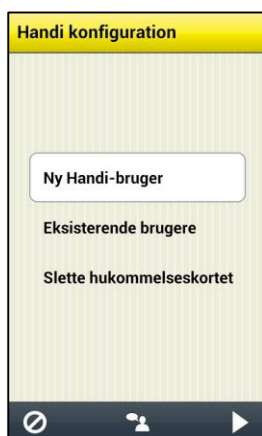 Handi konfiguration
Ny Handi-bruger
Eksisterende brugere
Slette hukommelseskortet